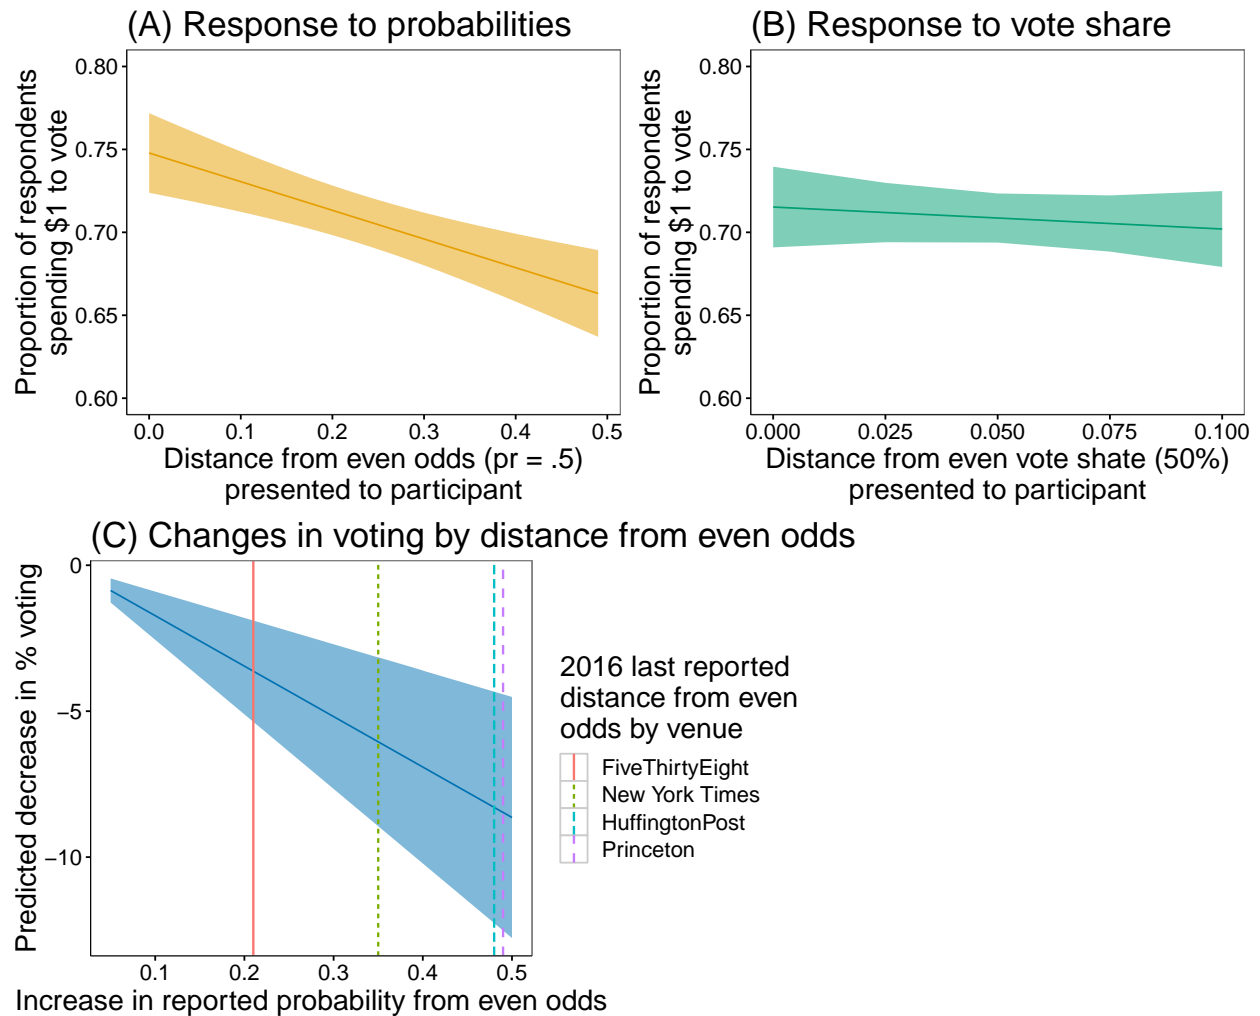 (A) Response to probabilities
Proportion of respondents
spending $1 to vote
0.80
0.75
0.70
0.65
0.60
0.0 0.1 0.2 0.3 0.4 0.5
Distance from even odds (pr = .5)
presented to participant
(B) Response to vote share
Proportion of respondents
spending $1 to vote
0.80
0.75
0.70
0.65
0.60
0.000 0.025 0.050 0.075 0.100
Distance from even vote shate (50%)
presented to participant
(C) Changes in voting by distance from even odds
Predicted decrease in % voting
0
−5
−10
0.1 0.2 0.3 0.4 0.5
Increase in reported probability from even odds
2016 last reported
distance from even
odds by venue
FiveThirtyEight
New York Times
HuffingtonPost
Princeton